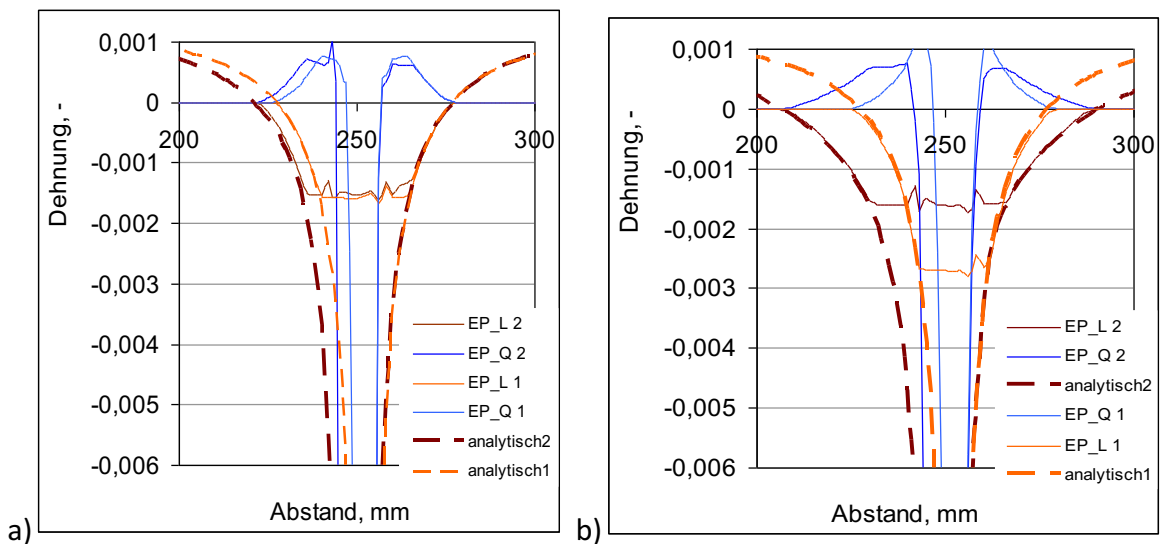 0,001
0
-0,001
-0,002
-0,003
-0,004
-0,005
-0,006
200
250
300
Dehnung, -
Abstand, mm
EP_L 2
EP_Q 2
EP_L 1
EP_Q 1
analytisch2
analytisch1
a)
0,001
0
-0,001
-0,002
-0,003
-0,004
-0,005
-0,006
200
250
300
Dehnung, -
Abstand, mm
EP_L 2
EP_Q 2
analytisch2
EP_Q 1
EP_L 1
analytisch1
b)